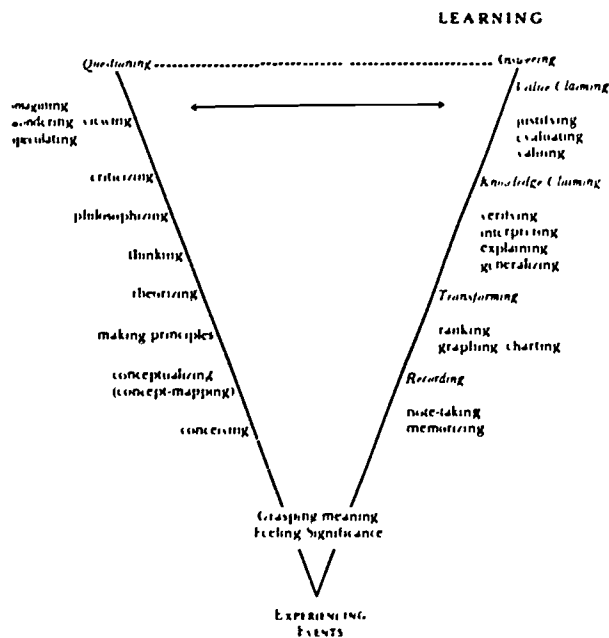 LEARNING
Questioning
Answering
Value Claiming
imagining
wondering viewing
speculating
justifying
evaluating
valuing
criticizing
Knowledge Claiming
philosophizing
verifying
interpreting
explaining
generalizing
thinking
theorizing
Transforming
making principles
ranking
graphing charting
conceptualizing
(concept-mapping)
Recording
conceiving
note-taking
memorizing
Grasping meaning
Feeling Significance
EXPERIENCING
EVENTS